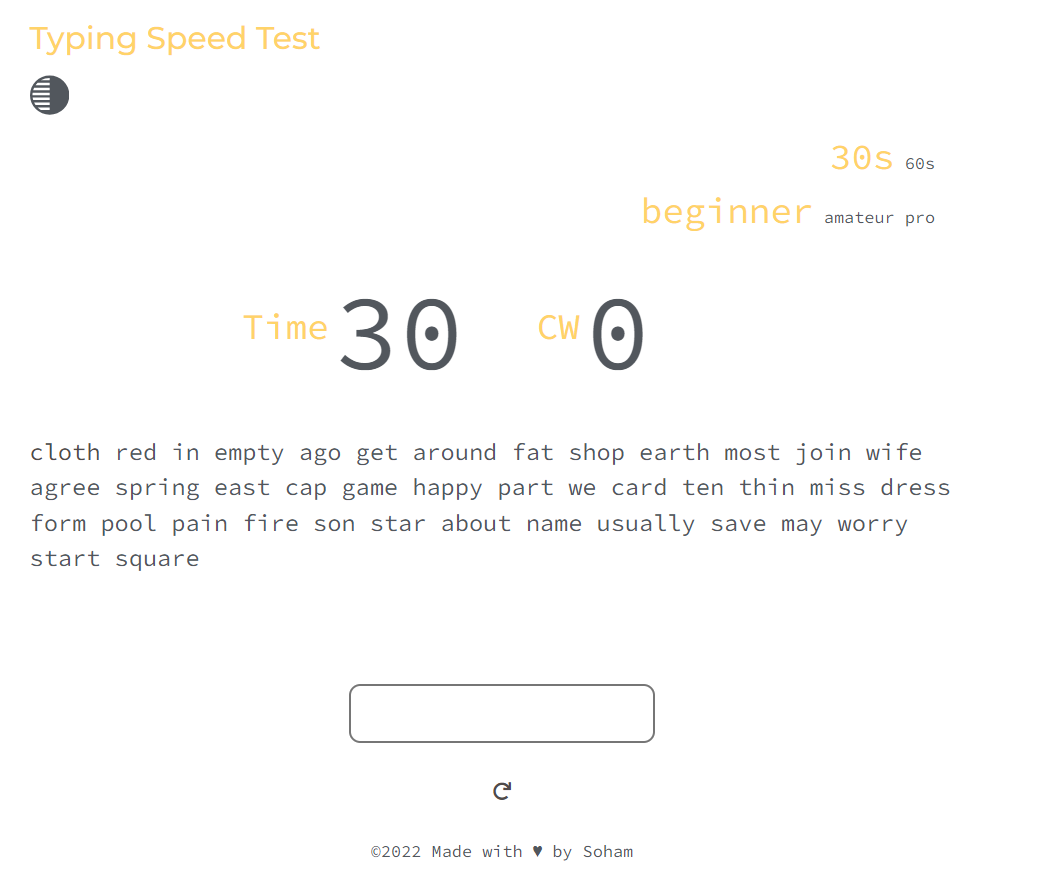 Typing Speed Test
30s 60s
beginner amateur pro
Time 30 CW 0
cloth red in empty ago get around fat shop earth most join wife
agree spring east cap game happy part we card ten thin miss dress
form pool pain fire son star about name usually save may worry
start square
©2022 Made with ♥ by Soham